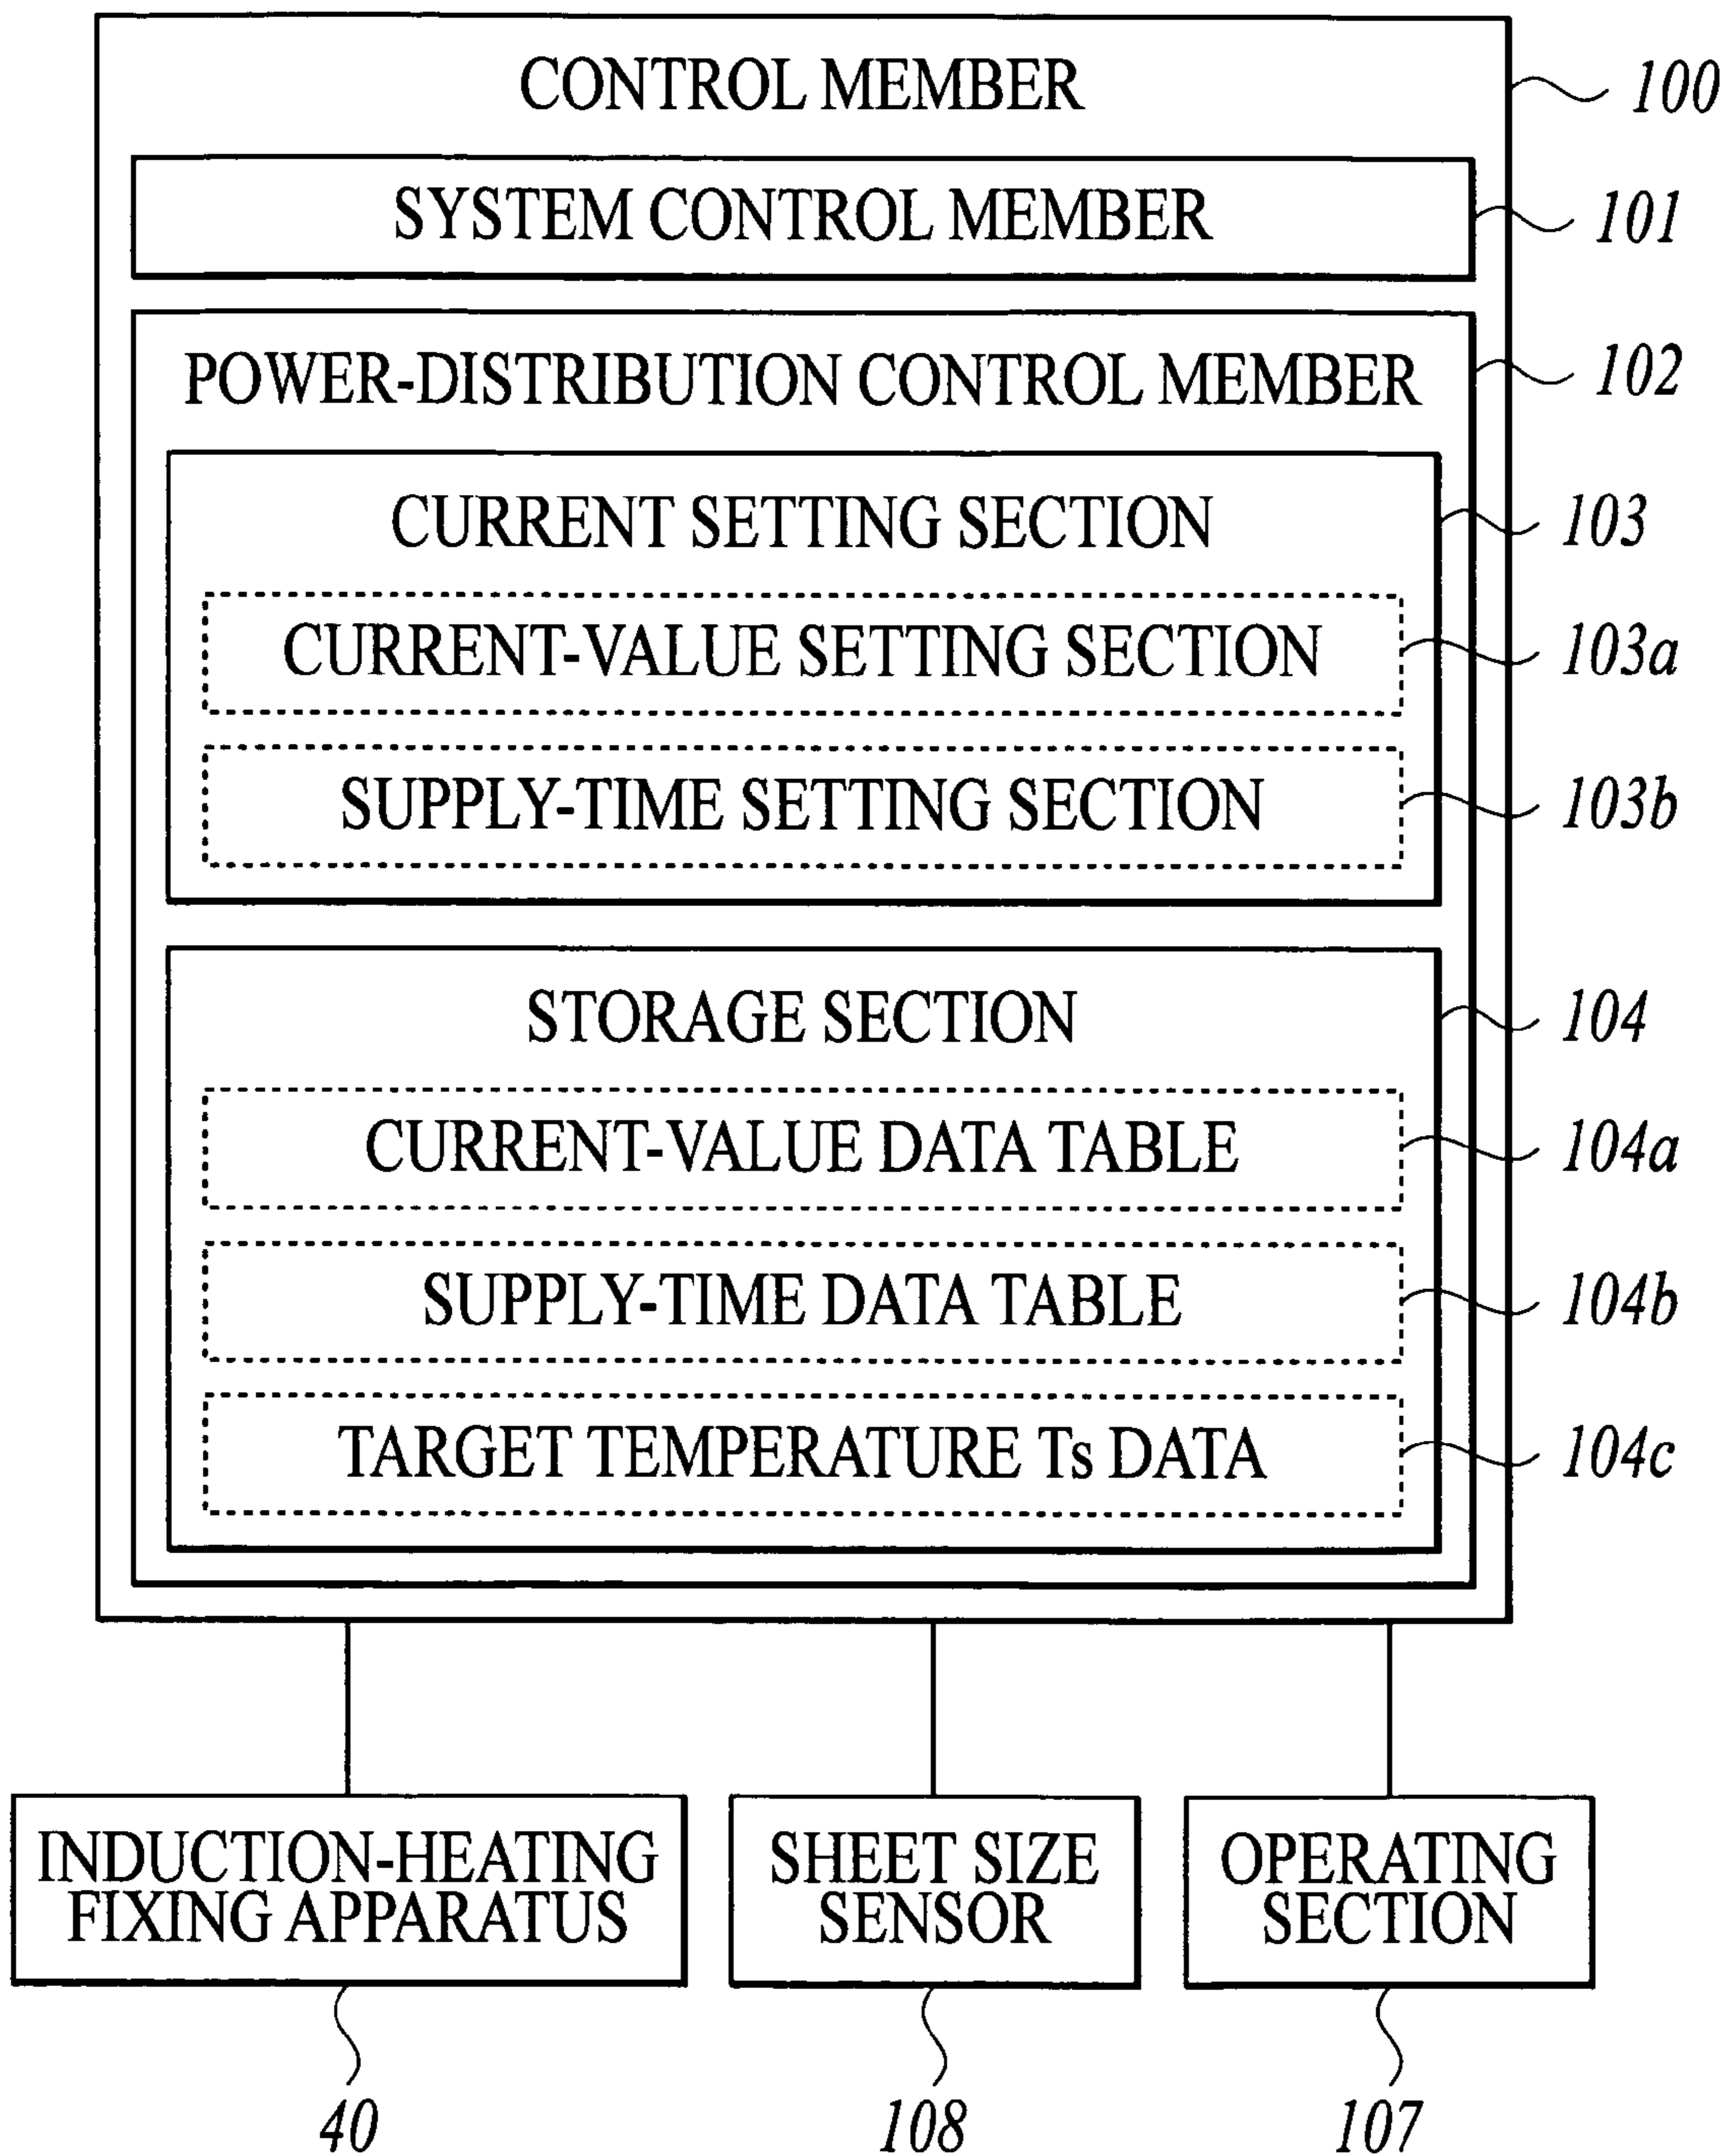 CONTROL MEMBER
100
SYSTEM CONTROL MEMBER
101
POWER-DISTRIBUTION CONTROL MEMBER
102
CURRENT SETTING SECTION
103
CURRENT-VALUE SETTING SECTION
103a
SUPPLY-TIME SETTING SECTION
103b
STORAGE SECTION
104
CURRENT-VALUE DATA TABLE
104a
SUPPLY-TIME DATA TABLE
104b
TARGET TEMPERATURE Ts DATA
104c
INDUCTION-HEATING
FIXING APPARATUS
40
SHEET SIZE
SENSOR
108
OPERATING
SECTION
107